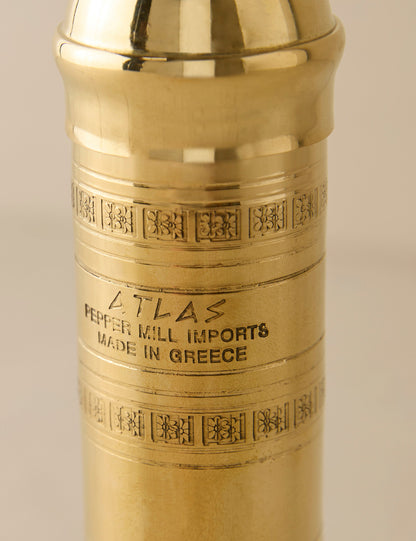 ATLAS
PEPPER MILL IMPORTS
MADE IN GREECE